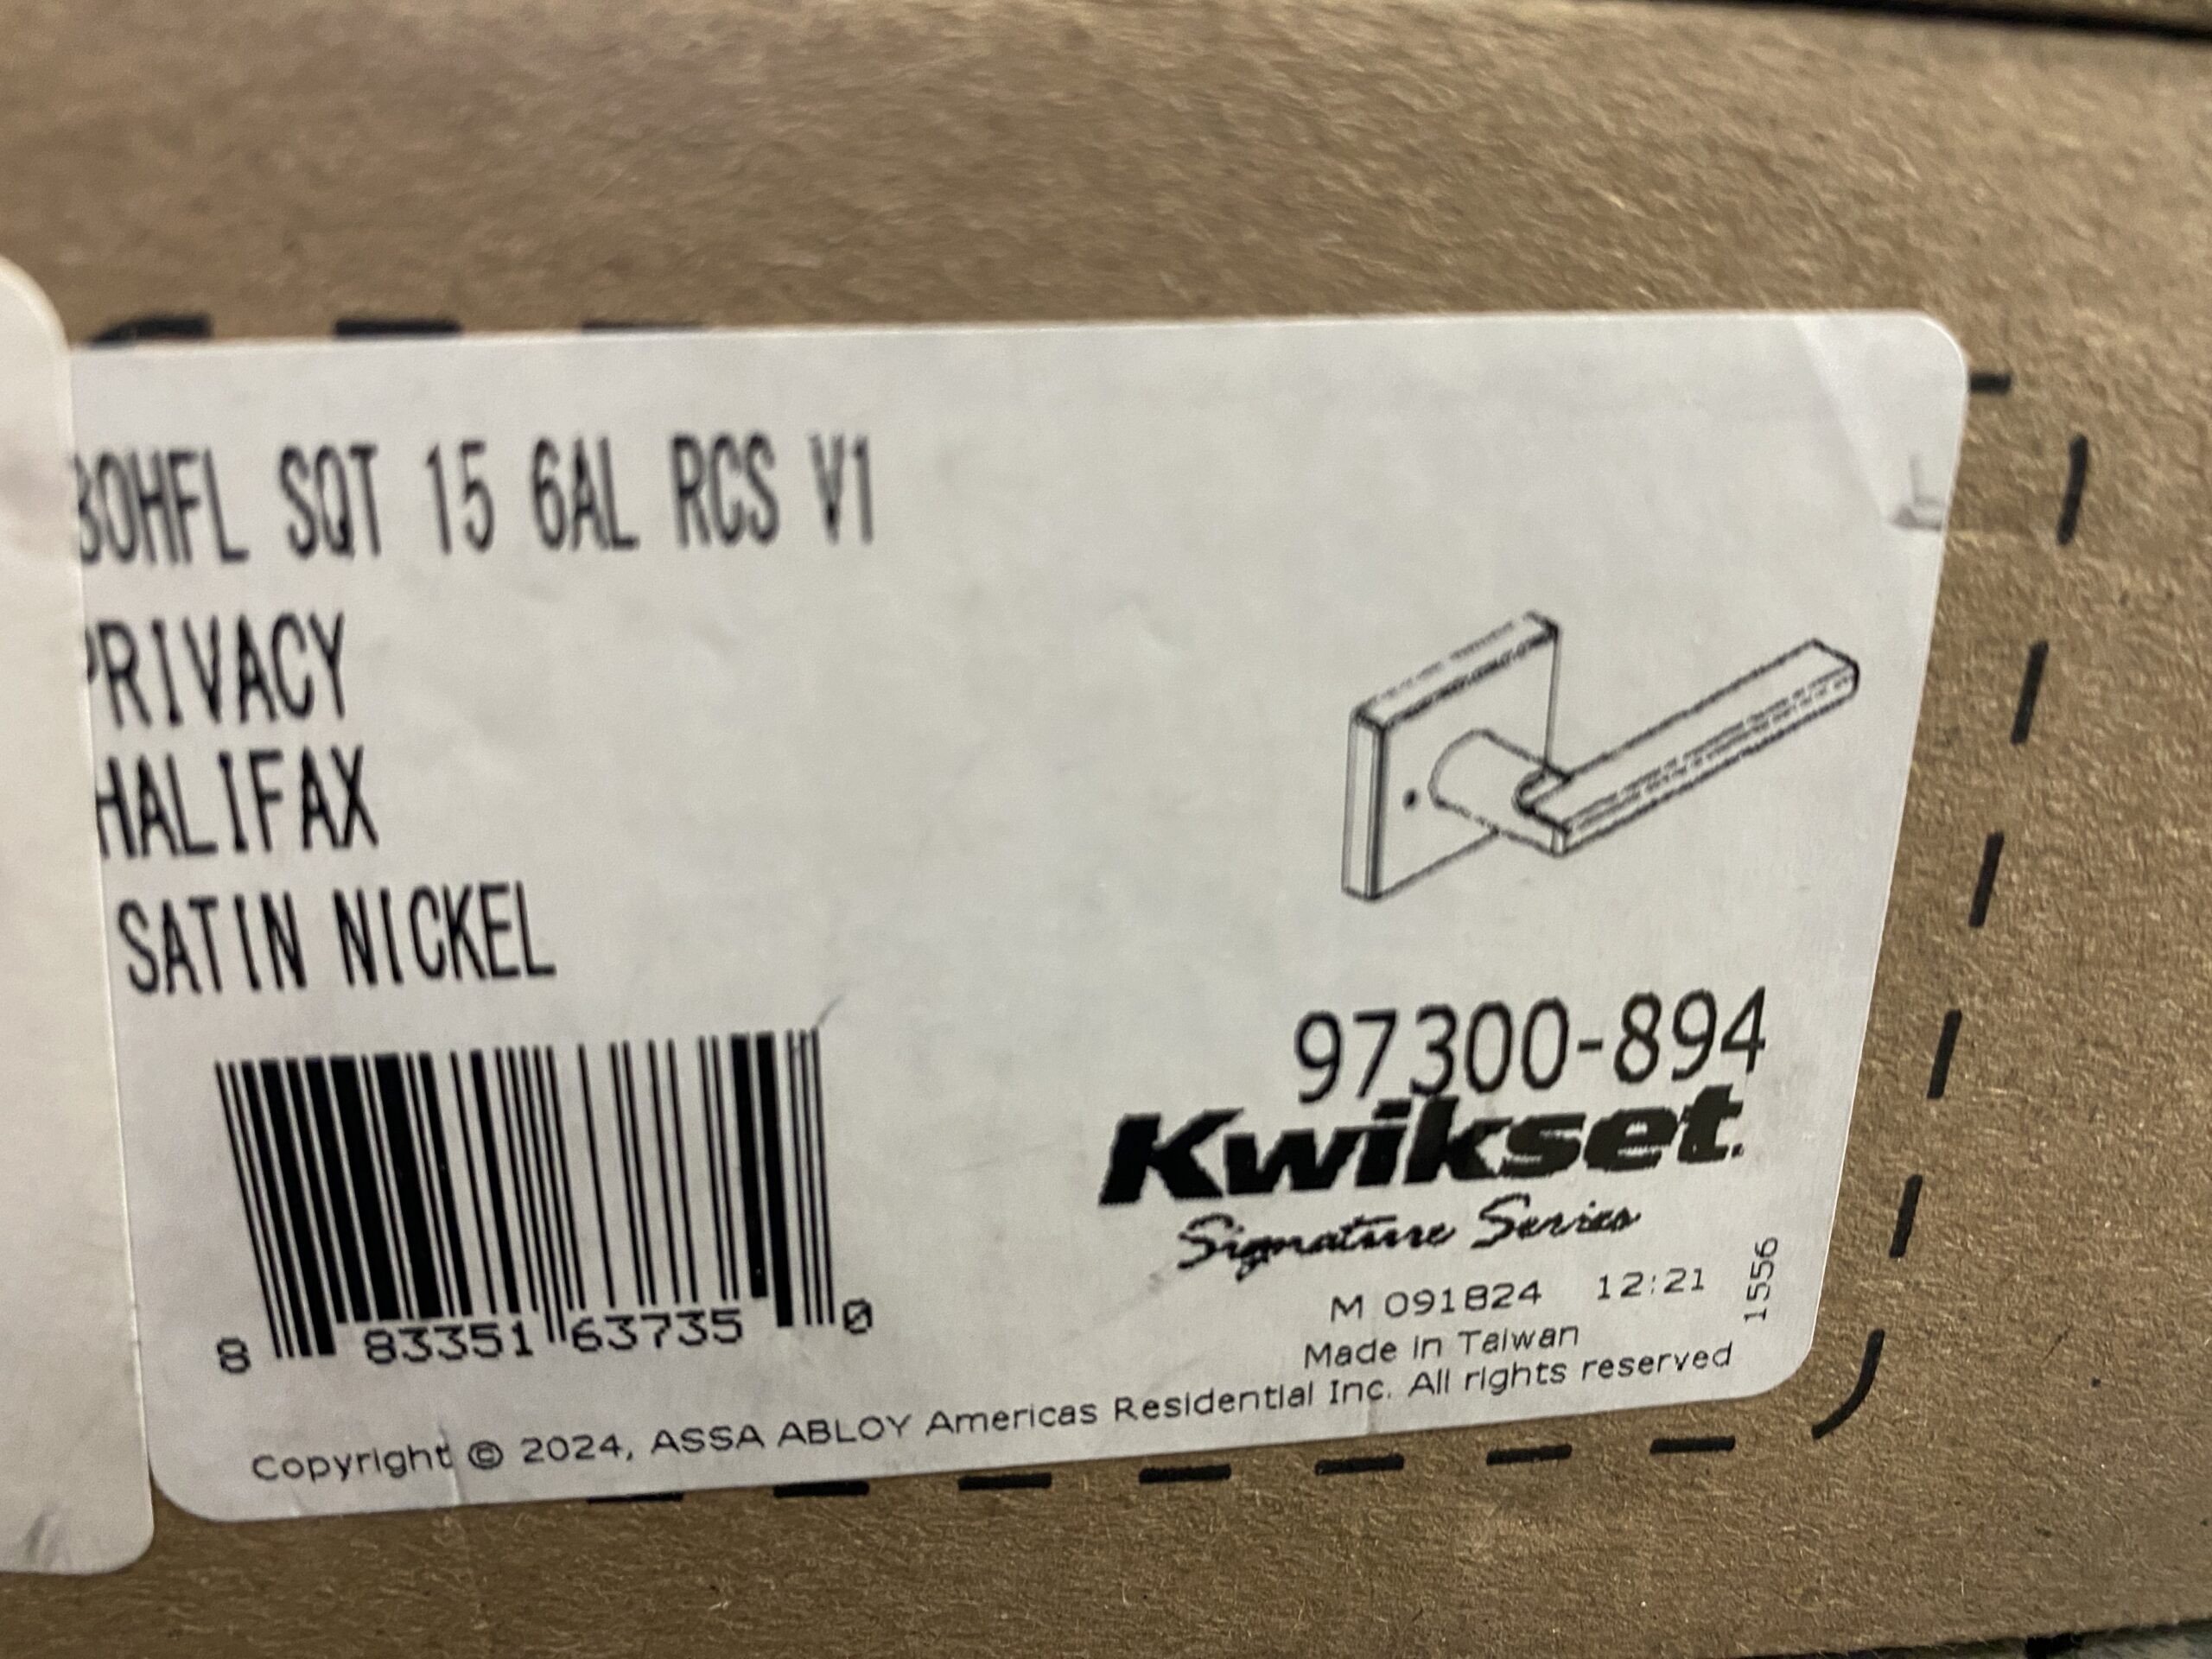 30HFL SQT 15 6AL RCS V1
PRIVACY
HALIFAX
SATIN NICKEL
97300-894
Kwikset.
Signature Series
M 091824 12:21
1556
Made in Taiwan
8 83351 63735 0
Copyright © 2024, ASSA ABLOY Americas Residential Inc. All rights reserved